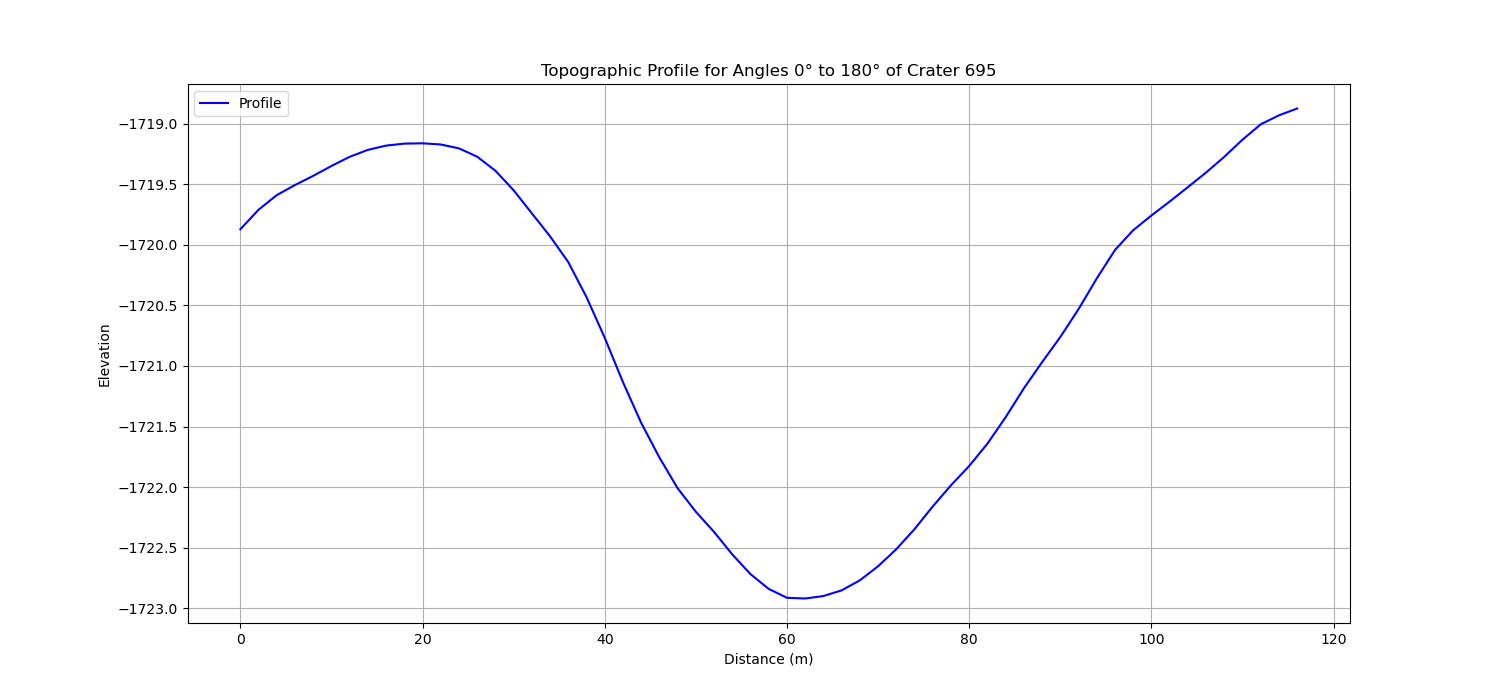 Topographic Profile for Angles 0° to 180° of Crater 695
Profile
−1719.0
−1719.5
−1720.0
−1720.5
−1721.0
−1721.5
−1722.0
−1722.5
−1723.0
Elevation
0 20 40 60 80 100 120
Distance (m)